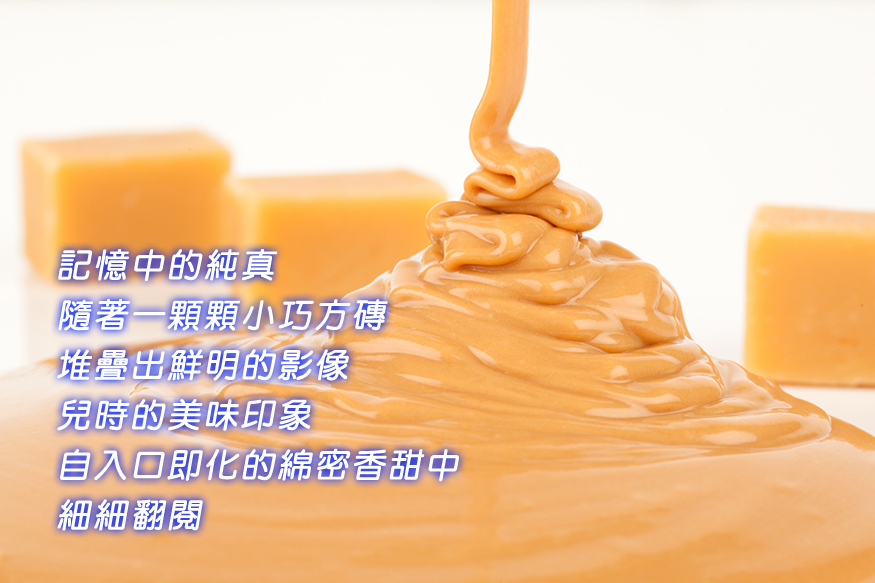 記憶中的純真
隨著一顆顆小巧方磚
堆疊出鮮明的影像
兒時的美味印象
自入口即化的綿密香甜中
細細翻閱